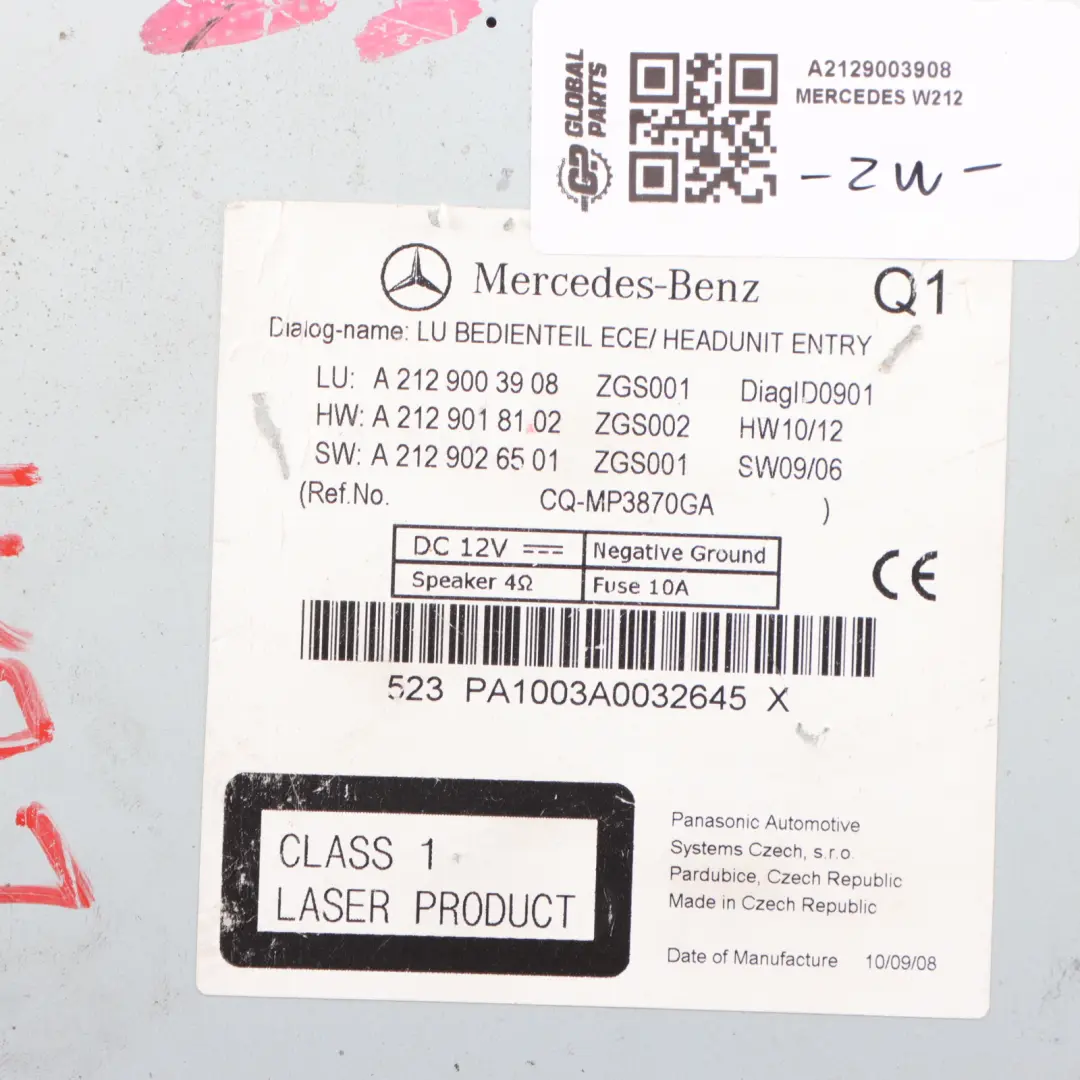 GLOBAL PARTS
GP
A2129003908
MERCEDES W212
- ZW -
Mercedes-Benz
Q1
Dialog-name: LU BEDIENTEIL ECE/ HEADUNIT ENTRY
LU: A 212 900 39 08 ZGS001 DiagID0901
HW: A 212 901 81 02 ZGS002 HW10/12
SW: A 212 902 65 01 ZGS001 SW09/06
(Ref.No. CQ-MP3870GA )
DC 12V Negative Ground
Speaker 4Ω Fuse 10A
CE
523 PA1003A0032645 X
CLASS 1
LASER PRODUCT
Panasonic Automotive
Systems Czech, s.r.o.
Pardubice, Czech Republic
Made in Czech Republic
Date of Manufacture 10/09/08